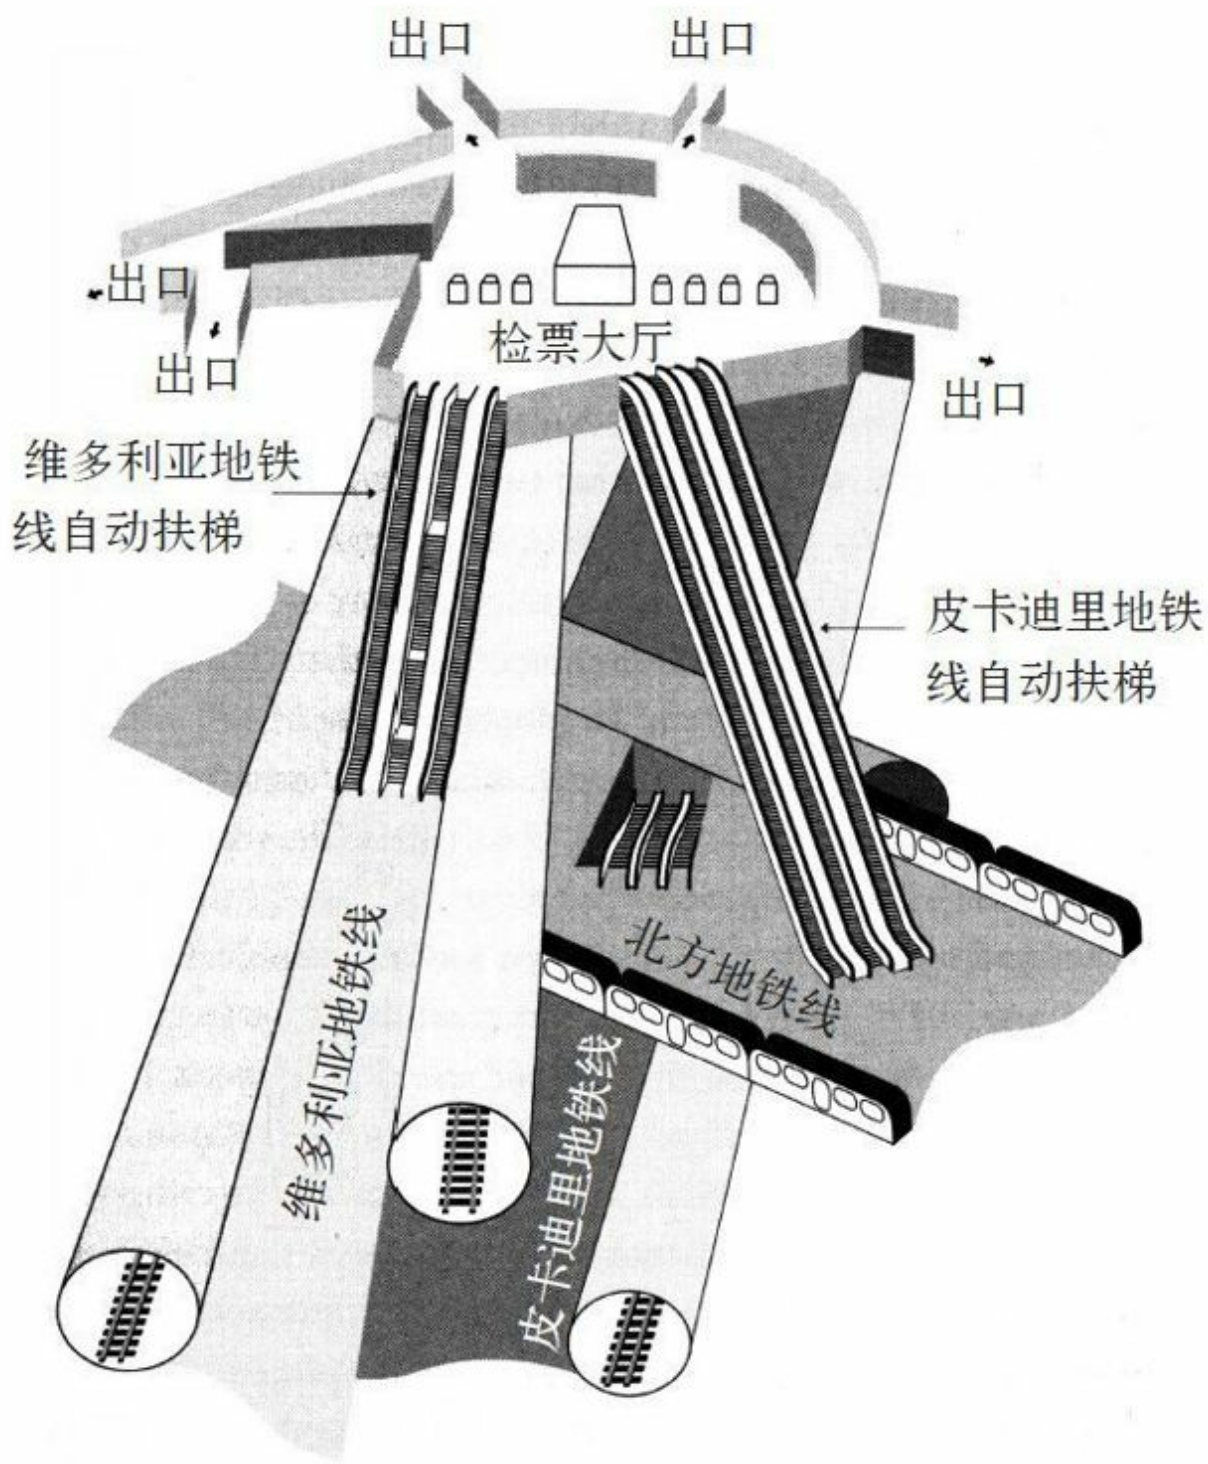 出口
出口
出口
出口
检票大厅
出口
维多利亚地铁
线自动扶梯
皮卡迪里地铁
线自动扶梯
北方地铁线
维多利亚地铁线
皮卡迪里地铁线